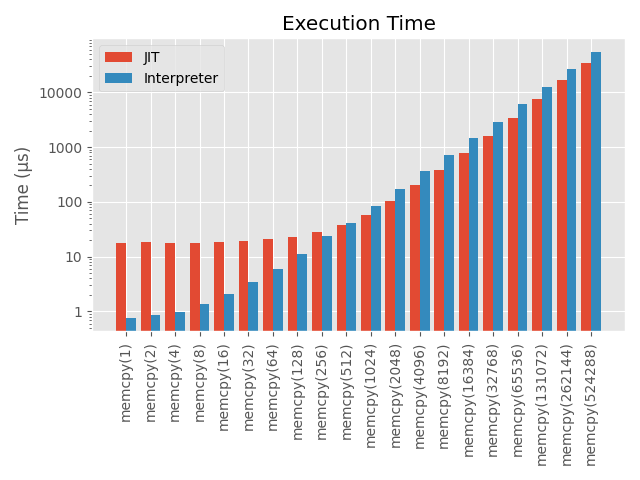 Execution Time
JIT
Interpreter
Time (µs)
10000
1000
100
10
1
memcpy(1)
memcpy(2)
memcpy(4)
memcpy(8)
memcpy(16)
memcpy(32)
memcpy(64)
memcpy(128)
memcpy(256)
memcpy(512)
memcpy(1024)
memcpy(2048)
memcpy(4096)
memcpy(8192)
memcpy(16384)
memcpy(32768)
memcpy(65536)
memcpy(131072)
memcpy(262144)
memcpy(524288)